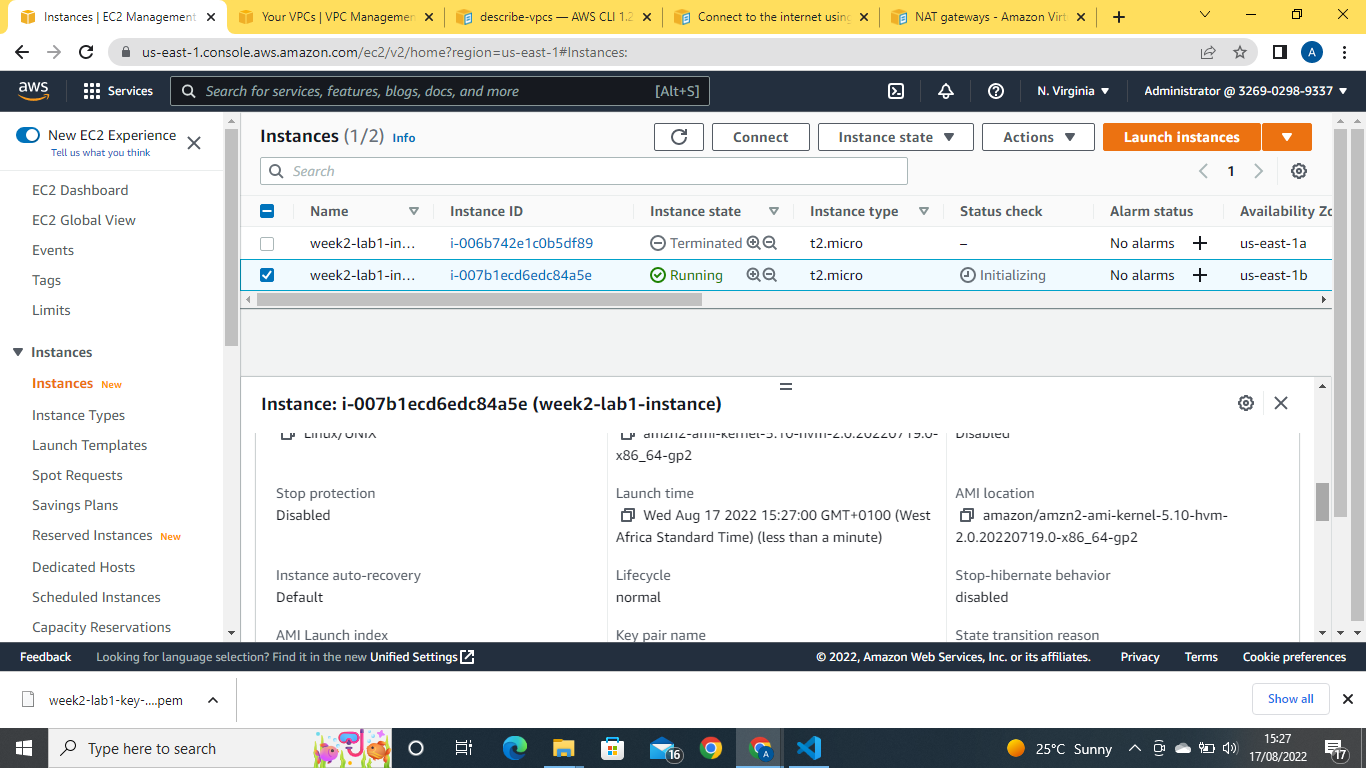 Instances | EC2 Management
Your VPCs | VPC Managemen
describe-vpcs — AWS CLI 1.2
Connect to the internet using
NAT gateways - Amazon Virt
us-east-1.console.aws.amazon.com/ec2/v2/home?region=us-east-1#Instances:
A
aws
Services
Search for services, features, blogs, docs, and more
[Alt+S]
N. Virginia
Administrator @ 3269-0298-9337
New EC2 Experience
Tell us what you think
EC2 Dashboard
EC2 Global View
Events
Tags
Limits
Instances
Instances New
Instance Types
Launch Templates
Spot Requests
Savings Plans
Reserved Instances New
Dedicated Hosts
Scheduled Instances
Capacity Reservations
Instances (1/2) Info
Connect
Instance state
Actions
Launch instances
Search
1
Name Instance ID Instance state Instance type Status check Alarm status Availability Zo
week2-lab1-in... i-006b742e1c0b5df89 Terminated t2.micro – No alarms + us-east-1a
week2-lab1-in... i-007b1ecd6edc84a5e Running t2.micro Initializing No alarms + us-east-1b
Instance: i-007b1ecd6edc84a5e (week2-lab1-instance)
Linux/UNIX
amzn2-ami-kernel-5.10-hvm-2.0.20220719.0-
x86_64-gp2
Disabled
Stop protection
Disabled
Launch time
Wed Aug 17 2022 15:27:00 GMT+0100 (West
Africa Standard Time) (less than a minute)
AMI location
amazon/amzn2-ami-kernel-5.10-hvm-
2.0.20220719.0-x86_64-gp2
Instance auto-recovery
Default
Lifecycle
normal
Stop-hibernate behavior
disabled
AMI Launch index
Key pair name
State transition reason
Feedback
Looking for language selection? Find it in the new Unified Settings
© 2022, Amazon Web Services, Inc. or its affiliates.
Privacy
Terms
Cookie preferences
week2-lab1-key-....pem
Show all
Type here to search
16
A
25°C Sunny
15:27
17/08/2022
17